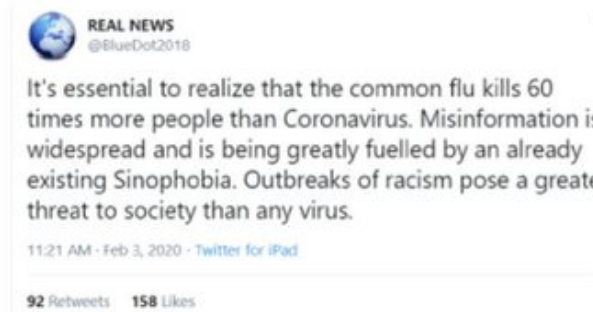 REAL NEWS
@BlueDot2018
It's essential to realize that the common flu kills 60
times more people than Coronavirus. Misinformation is
widespread and is being greatly fuelled by an already
existing Sinophobia. Outbreaks of racism pose a greate
threat to society than any virus.
11:21 AM · Feb 3, 2020 · Twitter for iPad
92 Retweets 158 Likes